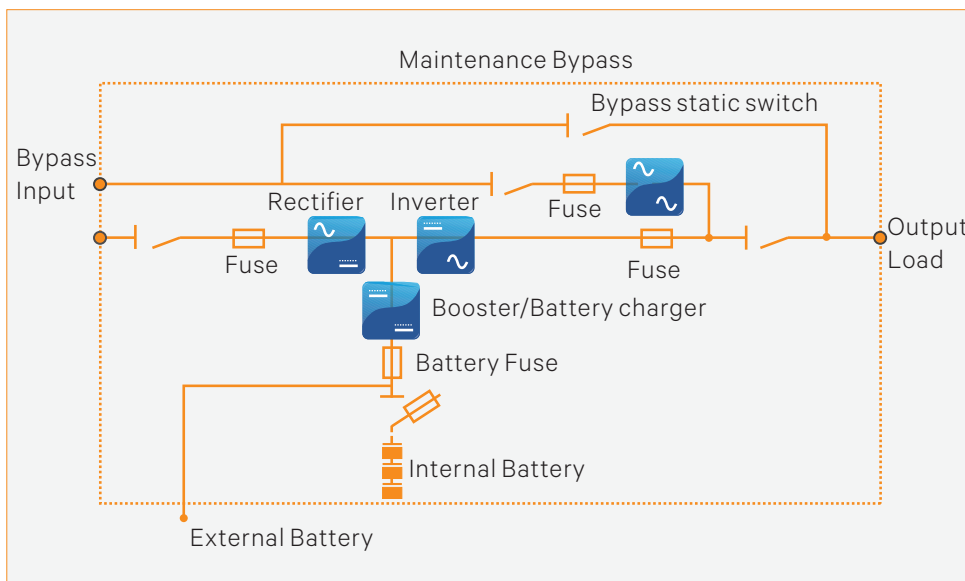 Maintenance Bypass
Bypass static switch
Bypass
Input
Rectifier
Inverter
Fuse
Fuse
Fuse
Output
Load
Booster/Battery charger
Battery Fuse
Internal Battery
External Battery